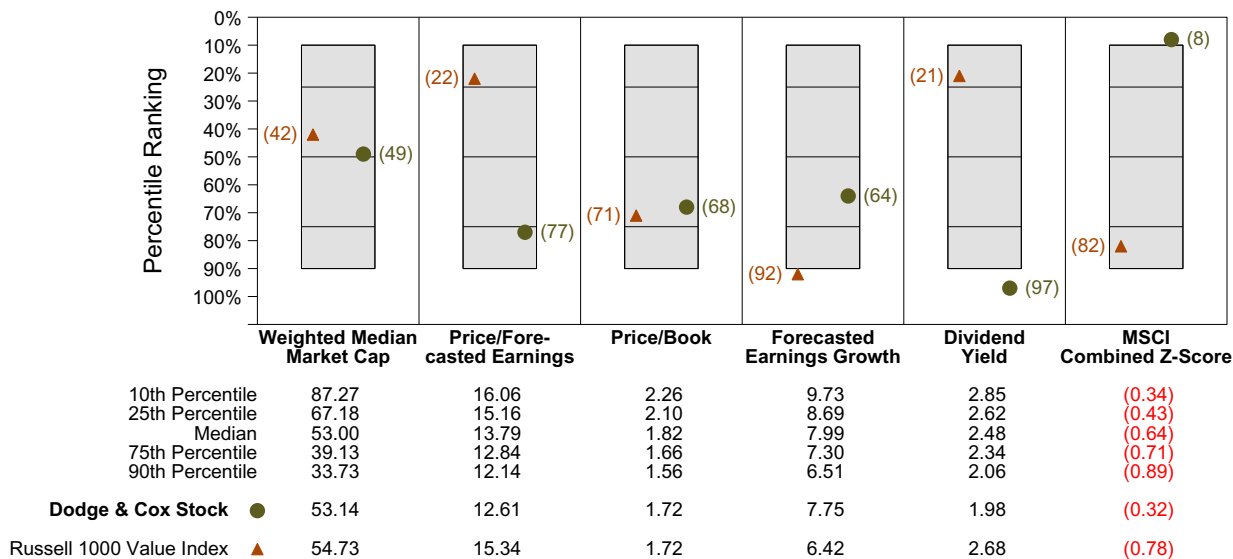 Percentile Ranking
0%
10%
20%
30%
40%
50%
60%
70%
80%
90%
100%
(42)
(49)
(22)
(77)
(71)
(68)
(92)
(64)
(21)
(97)
(82)
(8)
Weighted Median
Market Cap
Price/Fore-
casted Earnings
Price/Book
Forecasted
Earnings Growth
Dividend
Yield
MSCI
Combined Z-Score
10th Percentile 87.27 16.06 2.26 9.73 2.85 (0.34)
25th Percentile 67.18 15.16 2.10 8.69 2.62 (0.43)
Median 53.00 13.79 1.82 7.99 2.48 (0.64)
75th Percentile 39.13 12.84 1.66 7.30 2.34 (0.71)
90th Percentile 33.73 12.14 1.56 6.51 2.06 (0.89)
Dodge & Cox Stock 53.14 12.61 1.72 7.75 1.98 (0.32)
Russell 1000 Value Index 54.73 15.34 1.72 6.42 2.68 (0.78)